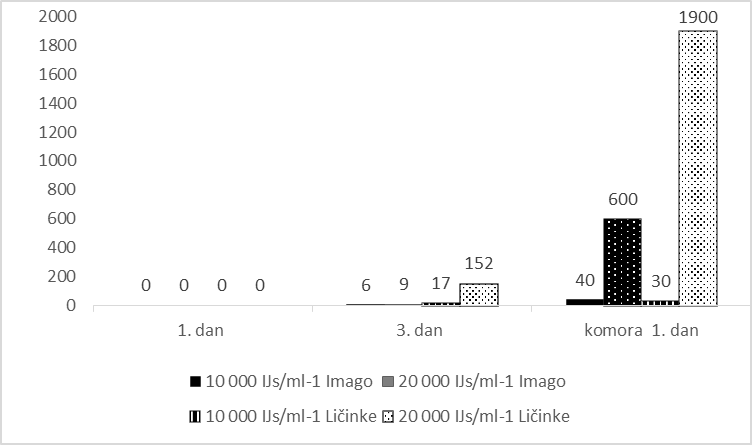 2000
1800
1600
1400
1200
1000
800
600
400
200
0
0 0 0 0
6 9 17 152
40 600 30 1900
1. dan 3. dan komora 1. dan
10 000 IJs/ml-1 Imago 20 000 IJs/ml-1 Imago
10 000 IJs/ml-1 Ličinke 20 000 IJs/ml-1 Ličinke